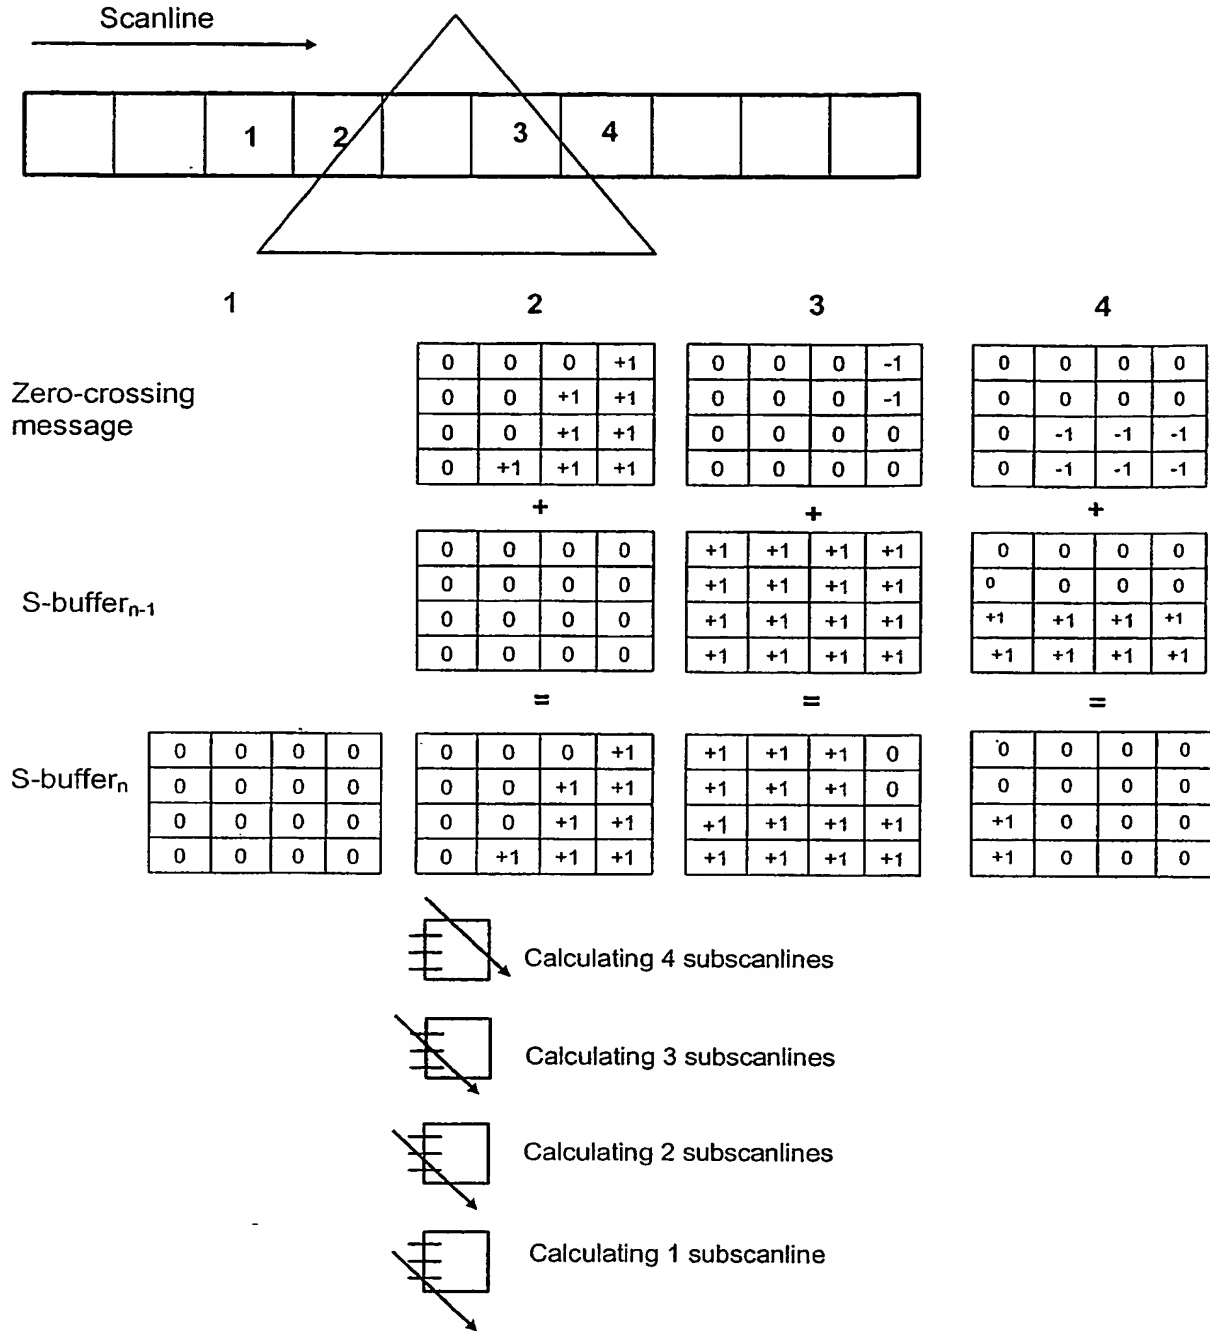 Scanline
1 2 3 4
1 2 3 4
0 0 0 +1 0 0 0 -1 0 0 0 0
Zero-crossing
message
0 0 +1 +1 0 0 0 -1 0 0 0 0
0 0 +1 +1 0 0 0 0 0 -1 -1 -1
0 +1 +1 +1 0 0 0 0 0 -1 -1 -1
+ + +
0 0 0 0 +1 +1 +1 +1 0 0 0 0
0 0 0 0 +1 +1 +1 +1 0 0 0 0
S-buffern-1
0 0 0 0 +1 +1 +1 +1 +1 +1 +1 +1
0 0 0 0 +1 +1 +1 +1 +1 +1 +1 +1
= = =
0 0 0 0 0 0 0 +1 +1 +1 +1 0 0 0 0 0
S-buffern
0 0 0 0 0 0 +1 +1 +1 +1 +1 0 0 0 0 0
0 0 0 0 0 0 +1 +1 +1 +1 +1 +1 +1 0 0 0
0 0 0 0 0 +1 +1 +1 +1 +1 +1 +1 +1 0 0 0
Calculating 4 subscanlines
Calculating 3 subscanlines
Calculating 2 subscanlines
Calculating 1 subscanline